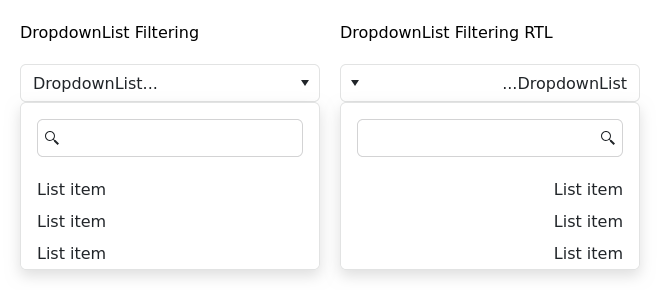 DropdownList Filtering
DropdownList...
List item
List item
List item
DropdownList Filtering RTL
...DropdownList
List item
List item
List item